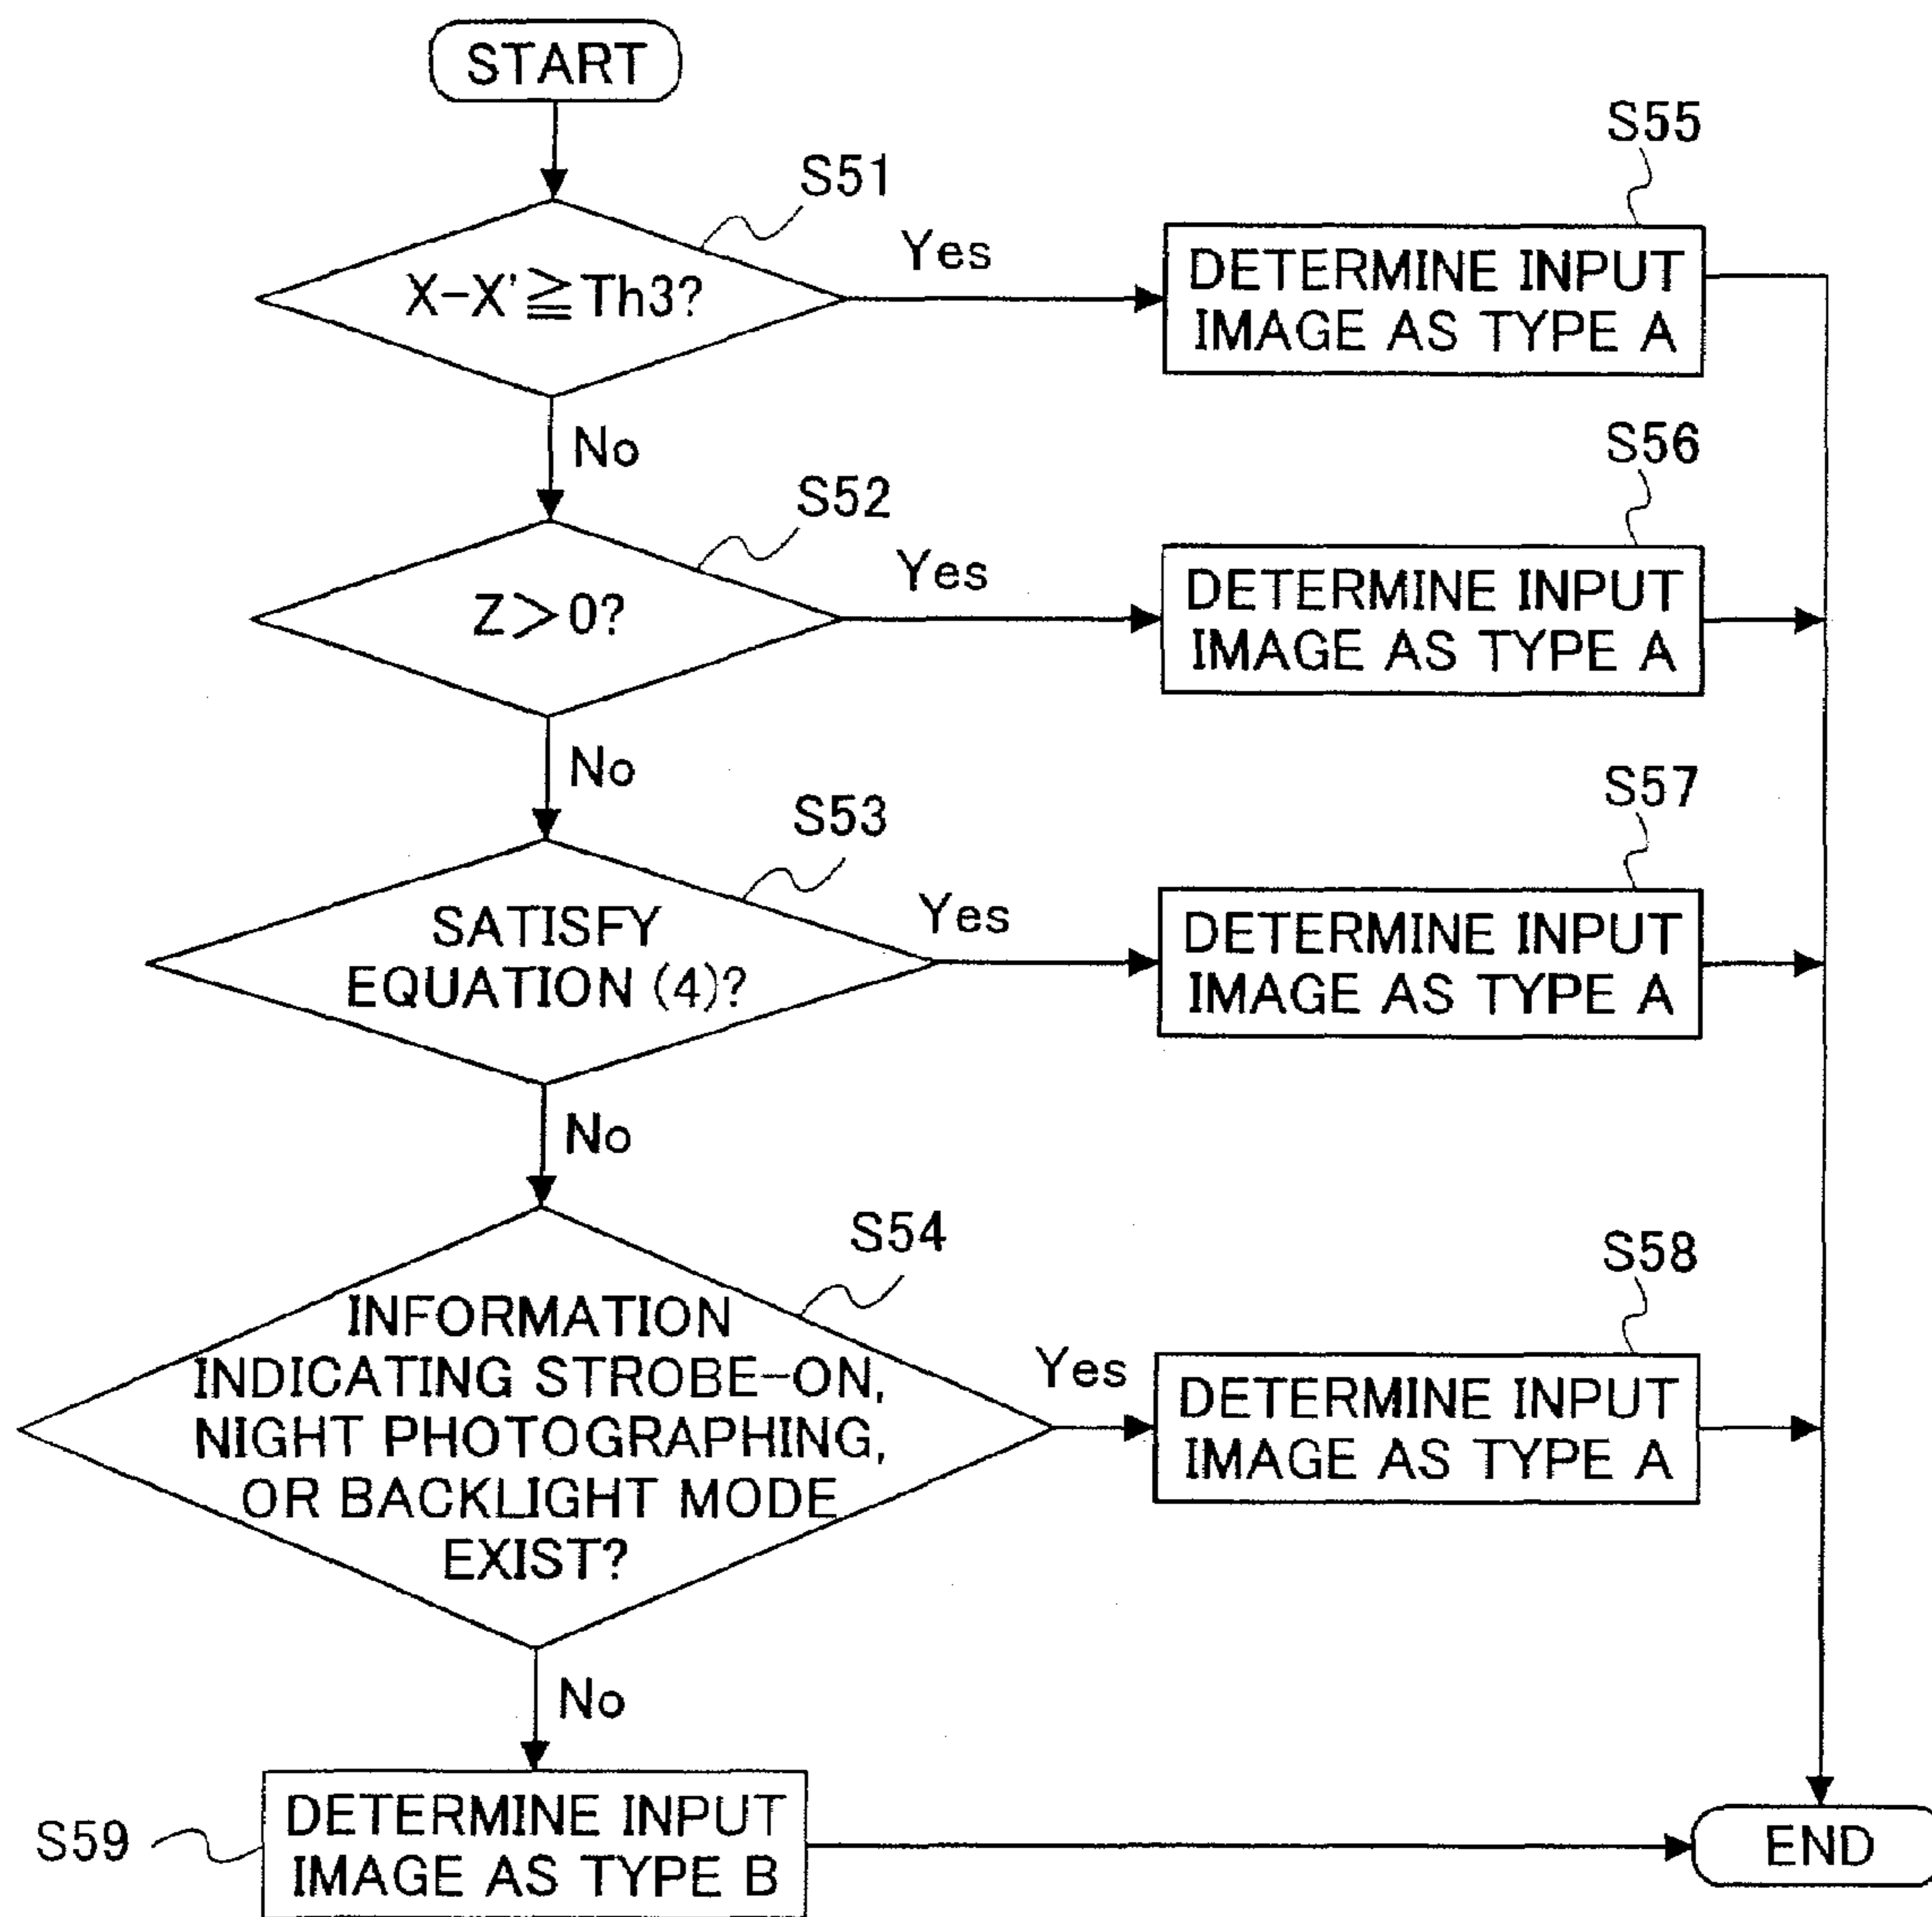 START
S51
X-X'≧Th3?
Yes
S55
DETERMINE INPUT
IMAGE AS TYPE A
No
S52
Z>0?
Yes
S56
DETERMINE INPUT
IMAGE AS TYPE A
No
S53
SATISFY
EQUATION (4)?
Yes
S57
DETERMINE INPUT
IMAGE AS TYPE A
No
S54
INFORMATION
INDICATING STROBE-ON,
NIGHT PHOTOGRAPHING,
OR BACKLIGHT MODE
EXIST?
Yes
S58
DETERMINE INPUT
IMAGE AS TYPE A
No
S59
DETERMINE INPUT
IMAGE AS TYPE B
END